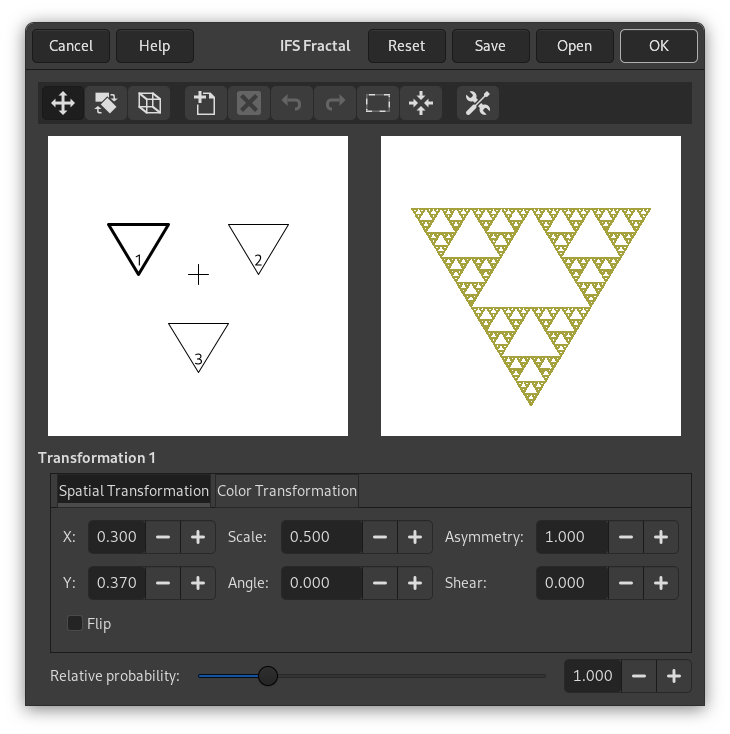 Cancel Help IFS Fractal Reset Save Open OK
1 2
3
Transformation 1
Spatial Transformation Color Transformation
X: 0.300 Scale: 0.500 Asymmetry: 1.000
Y: 0.370 Angle: 0.000 Shear: 0.000
Flip
Relative probability: 1.000